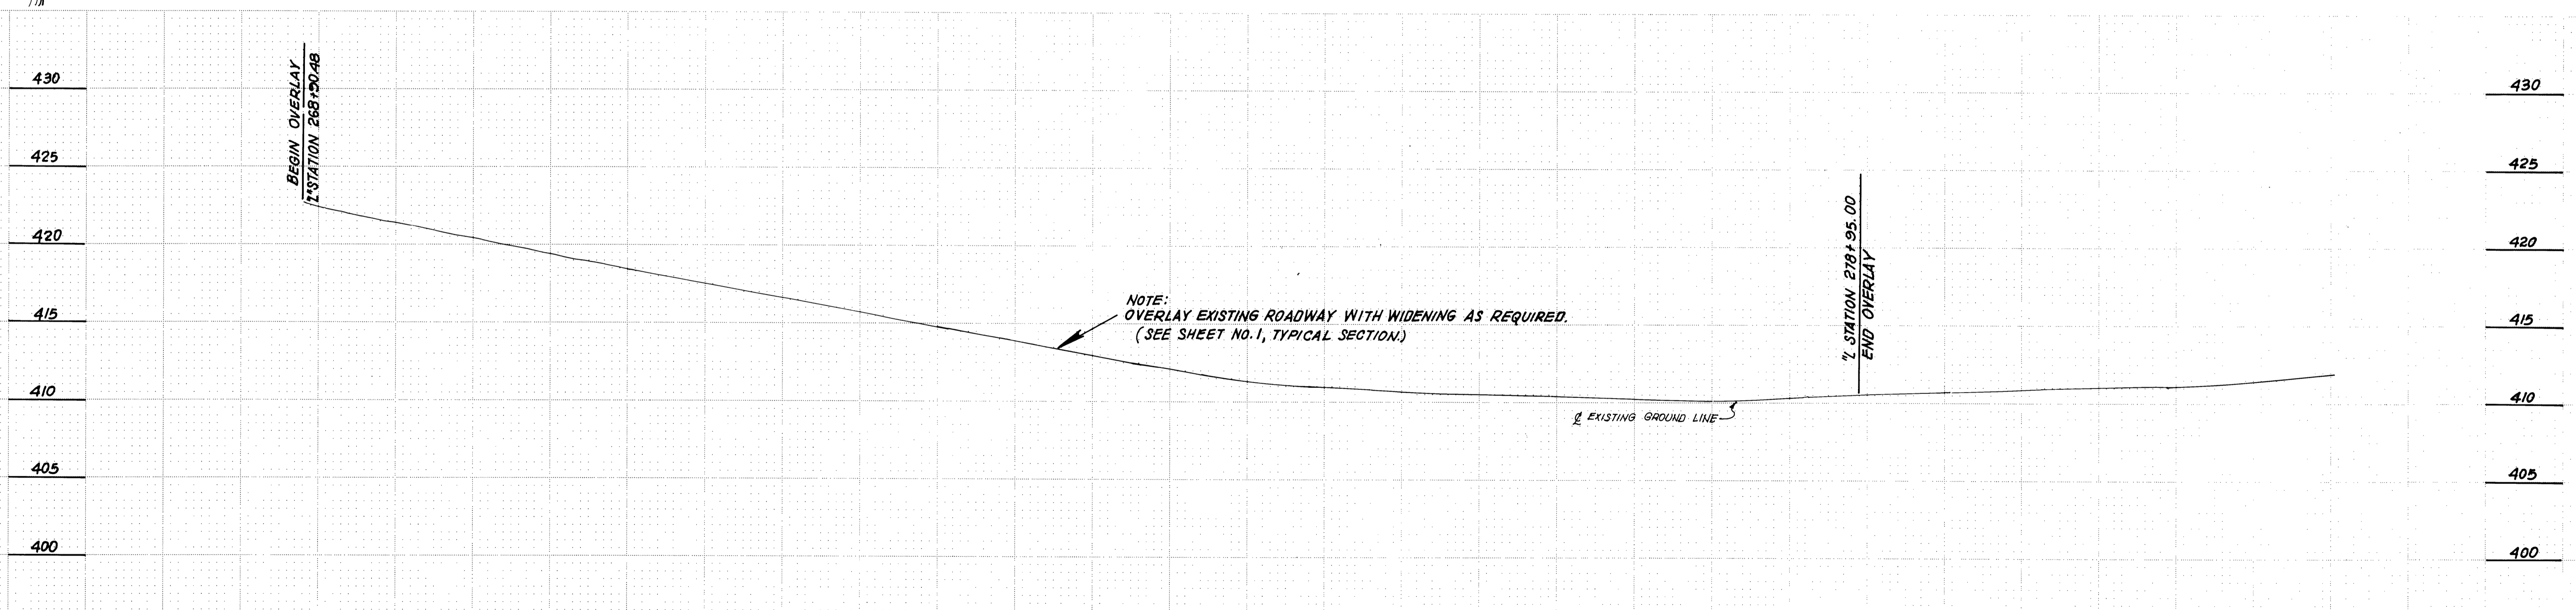 430
425
420
415
410
405
400
BEGIN OVERLAY
"L" STATION 268+90.48
NOTE:
OVERLAY EXISTING ROADWAY WITH WIDENING AS REQUIRED.
(SEE SHEET NO. 1, TYPICAL SECTION.)
℄ EXISTING GROUND LINE
"L STATION 278+95.00
END OVERLAY
430
425
420
415
410
405
400